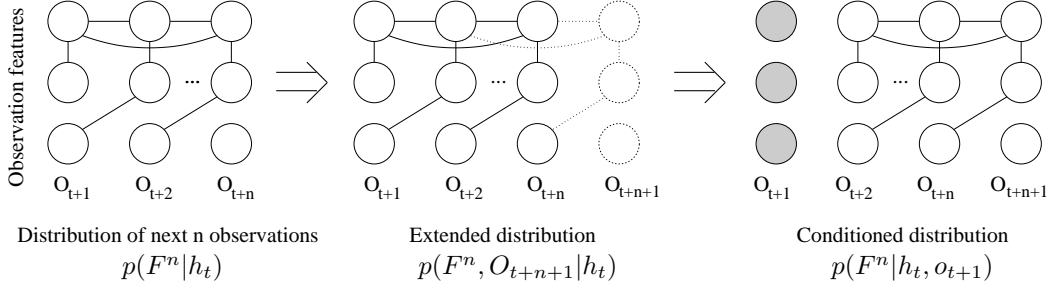 Observation features
...
...
...
O_{t+1} O_{t+2} O_{t+n}
O_{t+1} O_{t+2} O_{t+n} O_{t+n+1}
O_{t+1} O_{t+2} O_{t+n} O_{t+n+1}
Distribution of next n observations
p(F^n|h_t)
Extended distribution
p(F^n, O_{t+n+1}|h_t)
Conditioned distribution
p(F^n|h_t, o_{t+1})